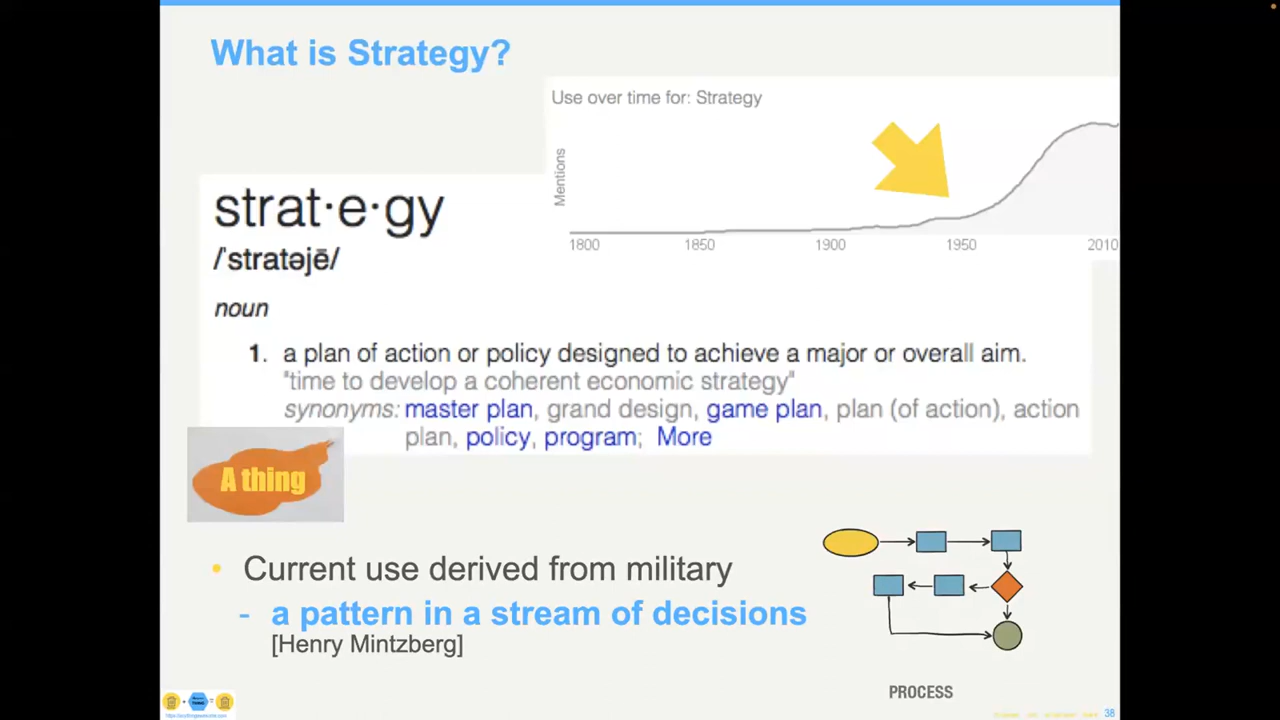 What is Strategy?
Use over time for: Strategy
Mentions
1800 1850 1900 1950 2010
strat·e·gy
/ˈstratəjē/
noun
1. a plan of action or policy designed to achieve a major or overall aim.
"time to develop a coherent economic strategy"
synonyms: master plan, grand design, game plan, plan (of action), action
plan, policy, program; More
A thing
• Current use derived from military
- a pattern in a stream of decisions
[Henry Mintzberg]
PROCESS
38